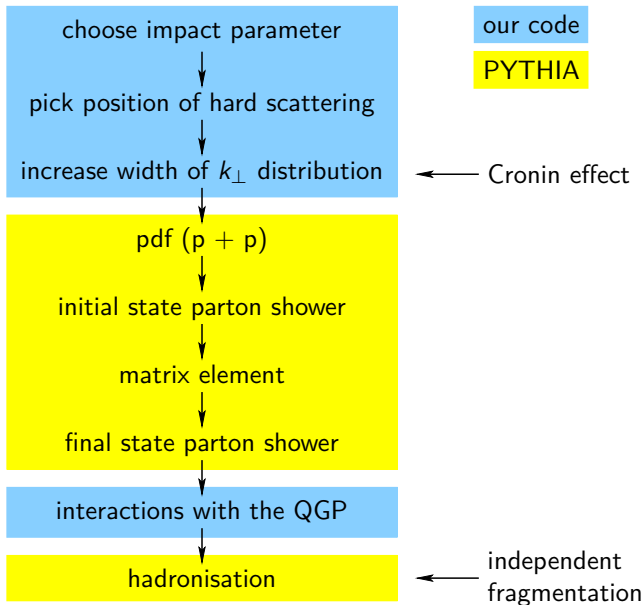 choose impact parameter
our code
PYTHIA
pick position of hard scattering
increase width of k⊥ distribution
Cronin effect
pdf (p + p)
initial state parton shower
matrix element
final state parton shower
interactions with the QGP
hadronisation
independent
fragmentation